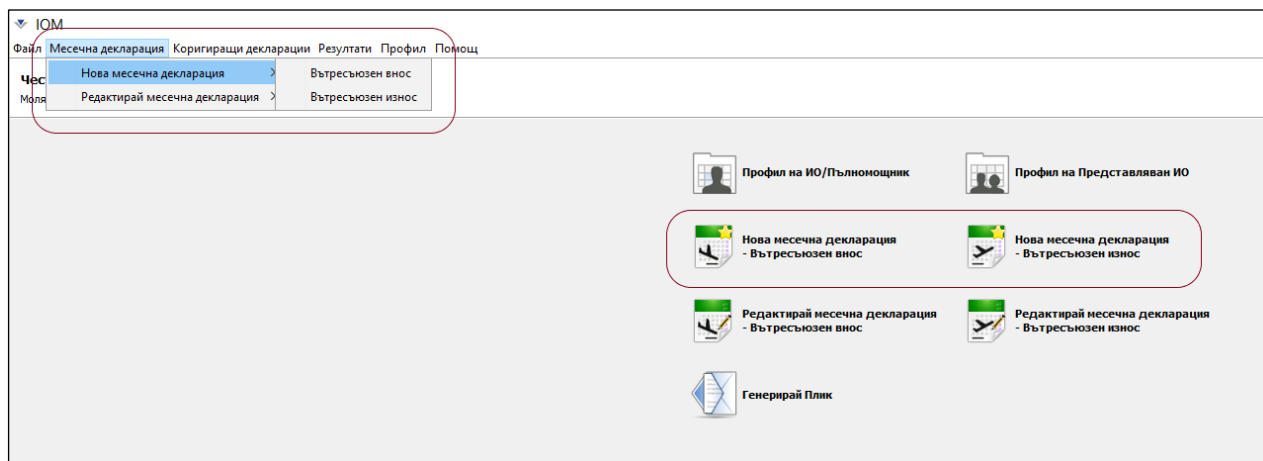 IOM
Файл Месечна декларация Коригиращи декларации Резултати Профил Помощ
Нова месечна декларация
Вътресъюзен внос
Чес
Моля
Редактирай месечна декларация
Вътресъюзен износ
Профил на ИО/Пълномощник
Профил на Представляван ИО
Нова месечна декларация
- Вътресъюзен внос
Нова месечна декларация
- Вътресъюзен износ
Редактирай месечна декларация
- Вътресъюзен внос
Редактирай месечна декларация
- Вътресъюзен износ
Генерирай Плик